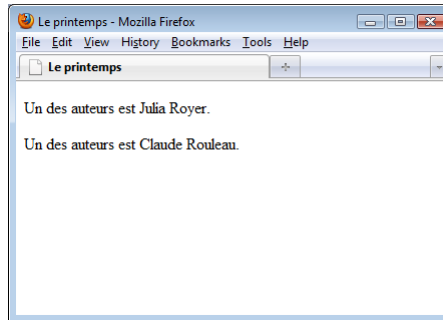 Le printemps - Mozilla Firefox
File Edit View History Bookmarks Tools Help
Le printemps
Un des auteurs est Julia Royer.
Un des auteurs est Claude Rouleau.